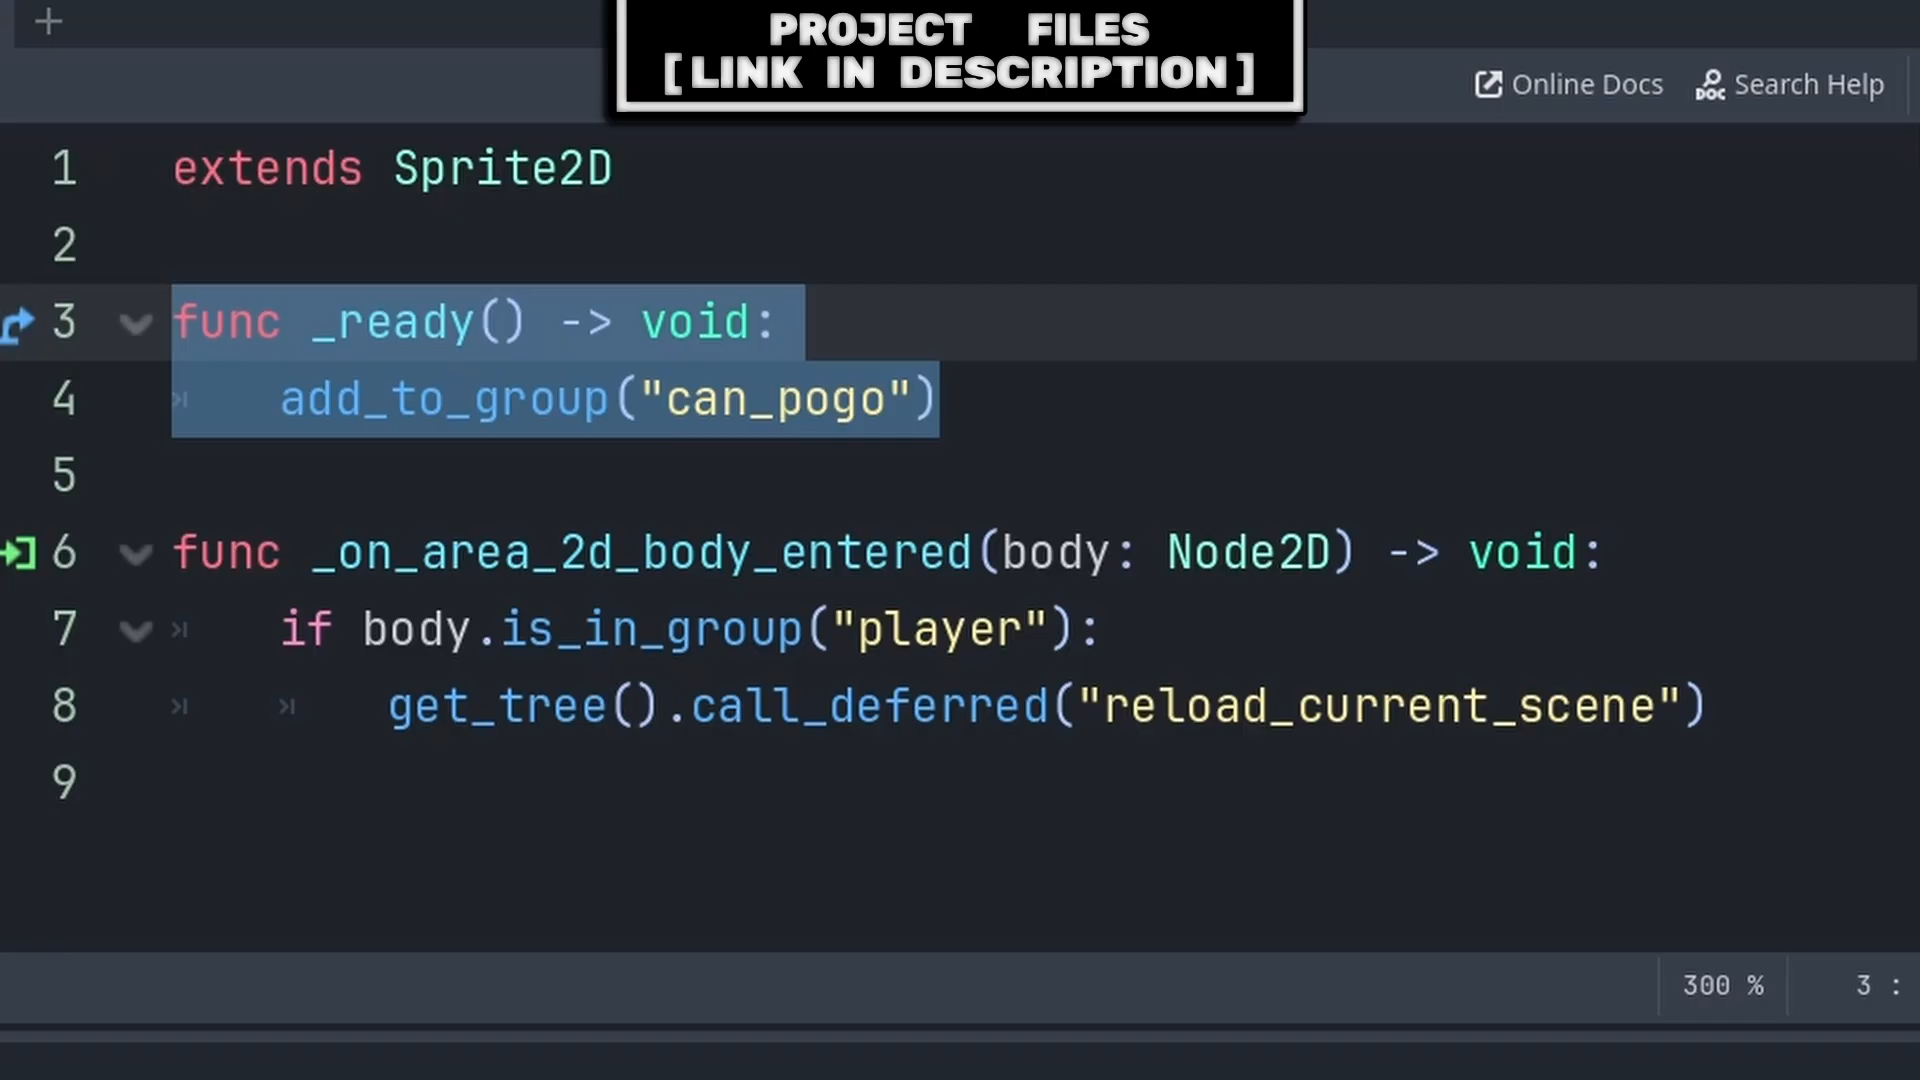 PROJECT FILES
[LINK IN DESCRIPTION]
Online Docs
Search Help
1 extends Sprite2D
2
3 func _ready() -> void:
4 add_to_group("can_pogo")
5
6 func _on_area_2d_body_entered(body: Node2D) -> void:
7 if body.is_in_group("player"):
8 get_tree().call_deferred("reload_current_scene")
9
300 % 3 :